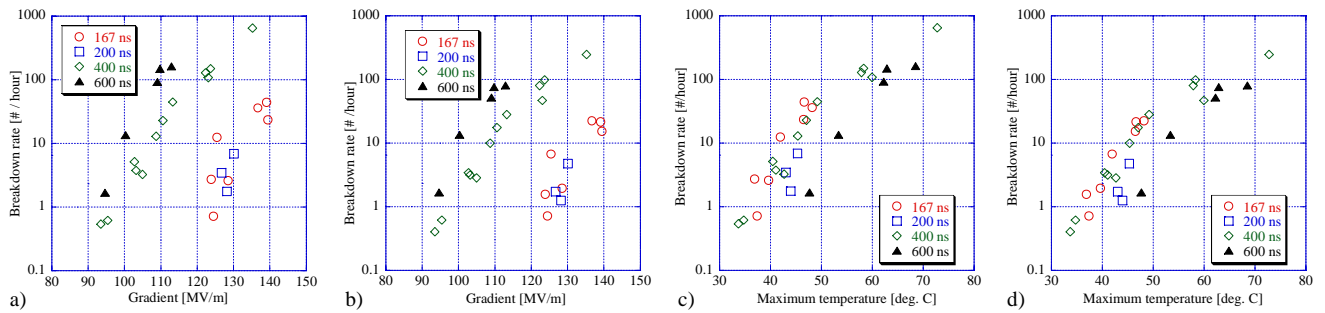 1000
100
10
1
0.1
Breakdown rate [# / hour]
167 ns
200 ns
400 ns
600 ns
80 90 100 110 120 130 140 150
a) Gradient [MV/m]
1000
100
10
1
0.1
Breakdown rate [# /hour]
167 ns
200 ns
400 ns
600 ns
80 90 100 110 120 130 140 150
b) Gradient [MV/m]
1000
100
10
1
0.1
Breakdown rate [#/hour]
167 ns
200 ns
400 ns
600 ns
30 40 50 60 70 80
c) Maximum temperature [deg. C]
1000
100
10
1
0.1
Breakdown rate [#/hour]
167 ns
200 ns
400 ns
600 ns
30 40 50 60 70 80
d) Maximum temperature [deg. C]